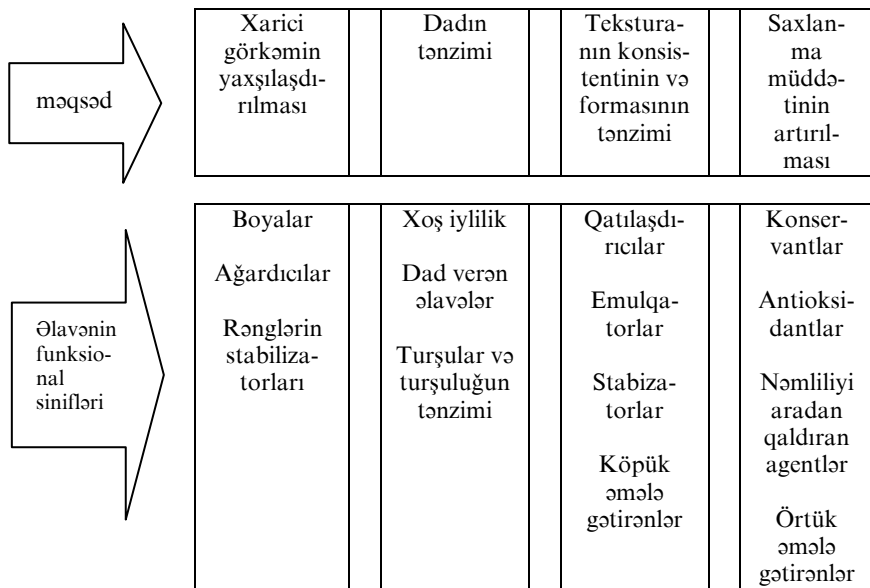 məqsəd
Xarici
görkəmin
yaxşılaşdı-
rılması
Dadın
tənzimi
Tekstura-
nın konsis-
tentinin və
formasının
tənzimi
Saxlan-
ma
müddə-
tinin
artırıl-
ması
Əlavənin
funksio-
nal
sinifləri
Boyalar
Ağardıcılar
Rənglərin
stabiliza-
torları
Xoş iylilik
Dad verən
əlavələr
Turşular və
turşuluğun
tənzimi
Qatılaşdı-
rıcılar
Emulqa-
torlar
Stabiza-
torlar
Köpük
əmələ
gətirənlər
Konser-
vantlar
Antioksi-
dantlar
Nəmliliyi
aradan
qaldıran
agentlər
Örtük
əmələ
gətirənlər